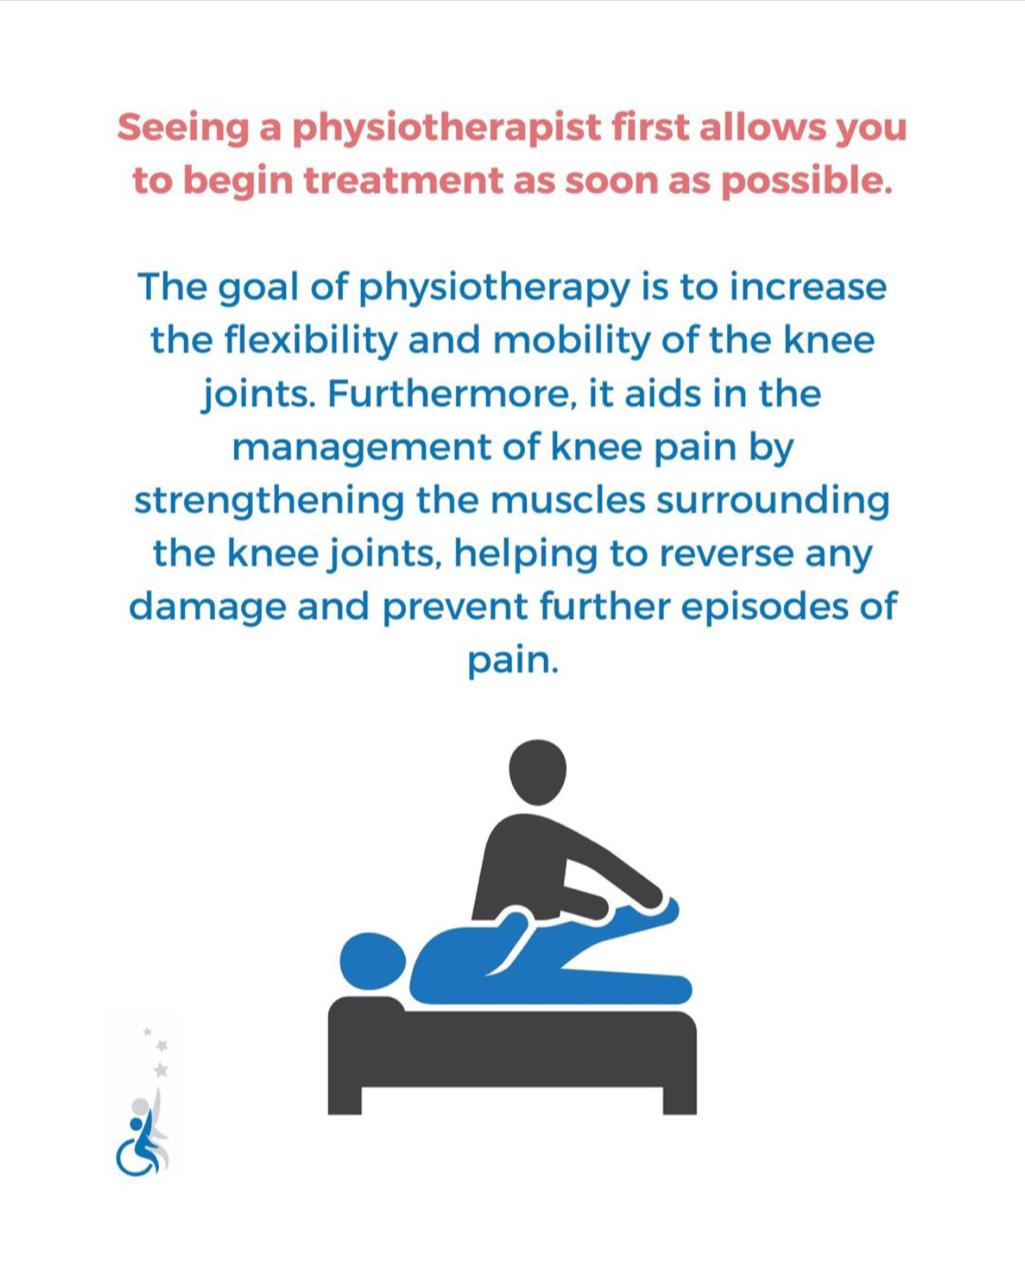 Seeing a physiotherapist first allows you
to begin treatment as soon as possible.
The goal of physiotherapy is to increase
the flexibility and mobility of the knee
joints. Furthermore, it aids in the
management of knee pain by
strengthening the muscles surrounding
the knee joints, helping to reverse any
damage and prevent further episodes of
pain.